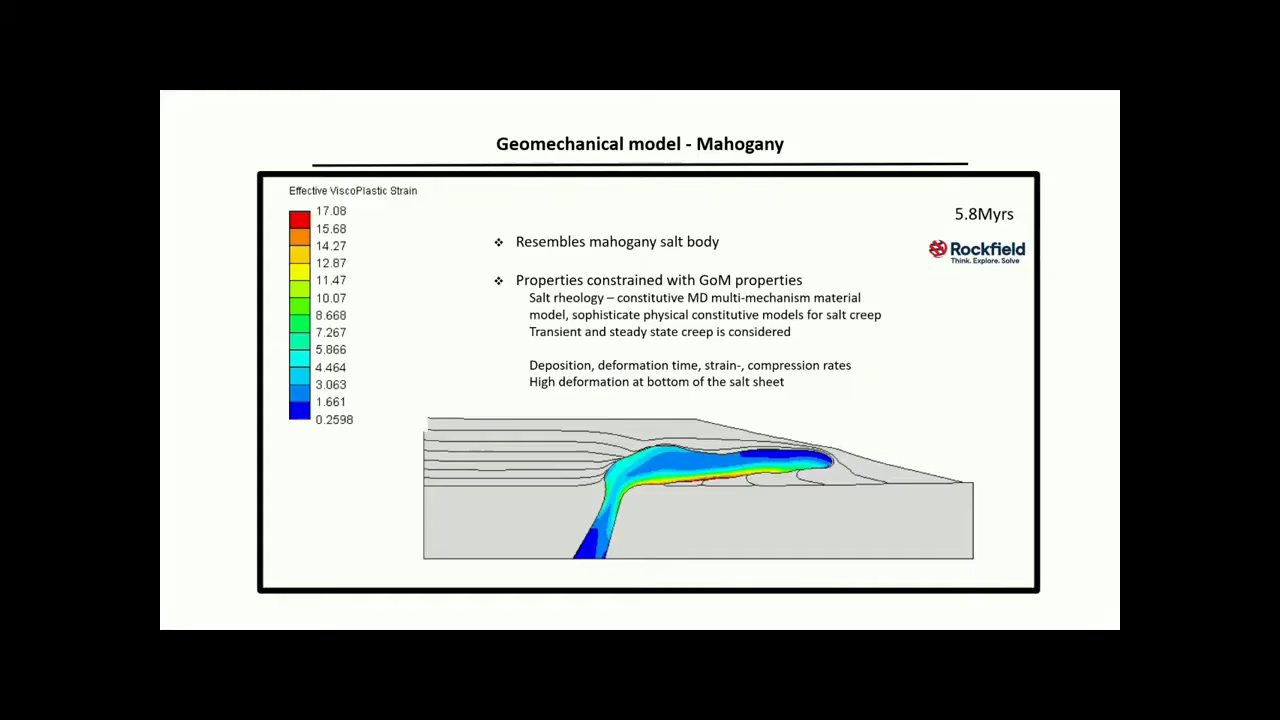 Geomechanical model - Mahogany
Effective ViscoPlastic Strain
17.08
15.68
14.27
12.87
11.47
10.07
8.668
7.267
5.866
4.464
3.063
1.661
0.2598
5.8Myrs
Rockfield
Think. Explore. Solve
❖ Resembles mahogany salt body
❖ Properties constrained with GoM properties
Salt rheology – constitutive MD multi-mechanism material
model, sophisticate physical constitutive models for salt creep
Transient and steady state creep is considered
Deposition, deformation time, strain-, compression rates
High deformation at bottom of the salt sheet